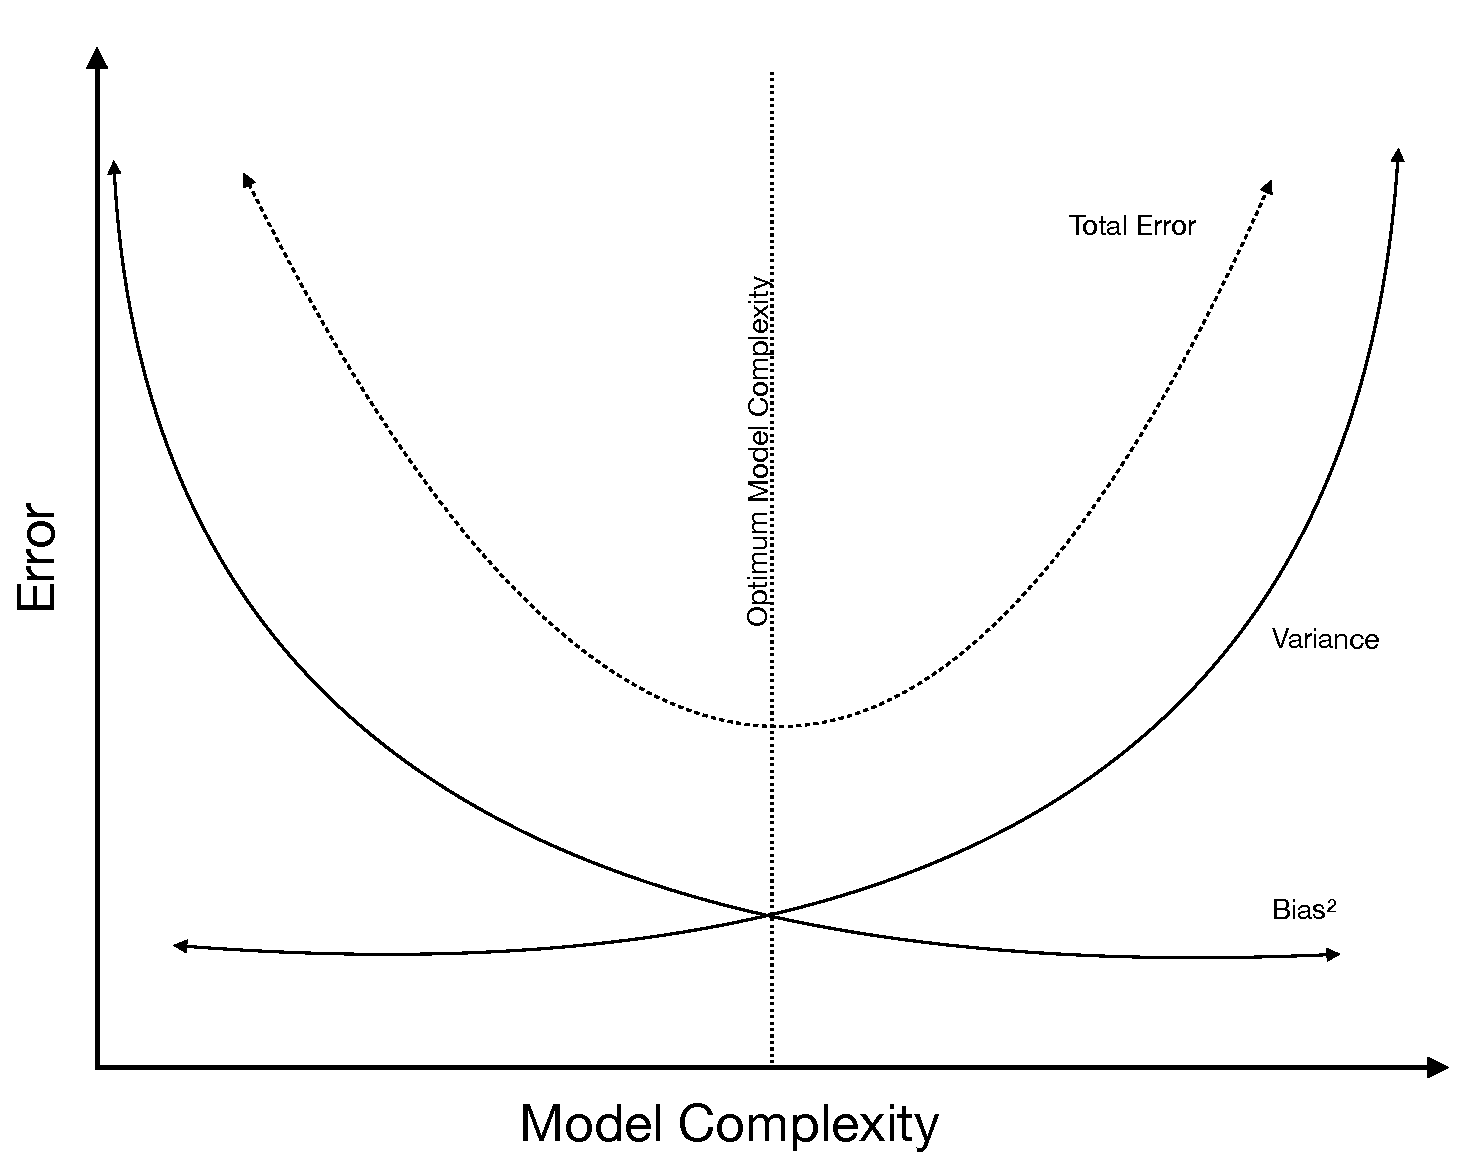 Total Error
Optimum Model Complexity
Error
Variance
Bias²
Model Complexity